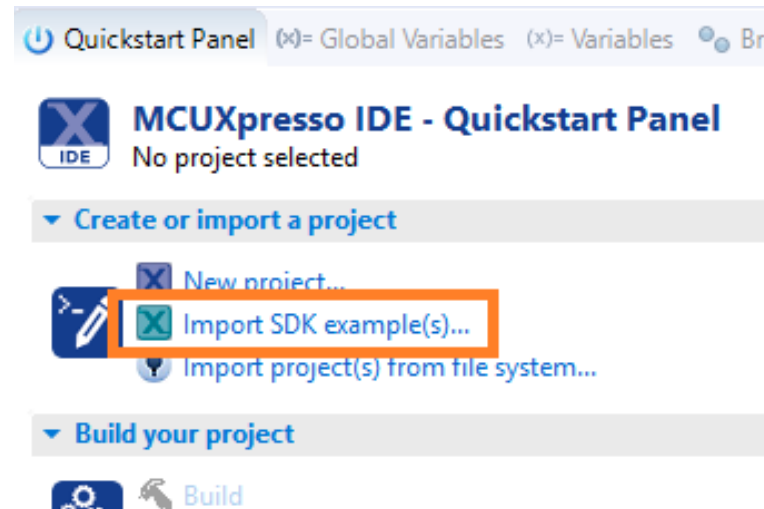 Quickstart Panel (x)= Global Variables (x)= Variables Br
MCUXpresso IDE - Quickstart Panel
IDE
No project selected
Create or import a project
New project...
Import SDK example(s)...
Import project(s) from file system...
Build your project
Build